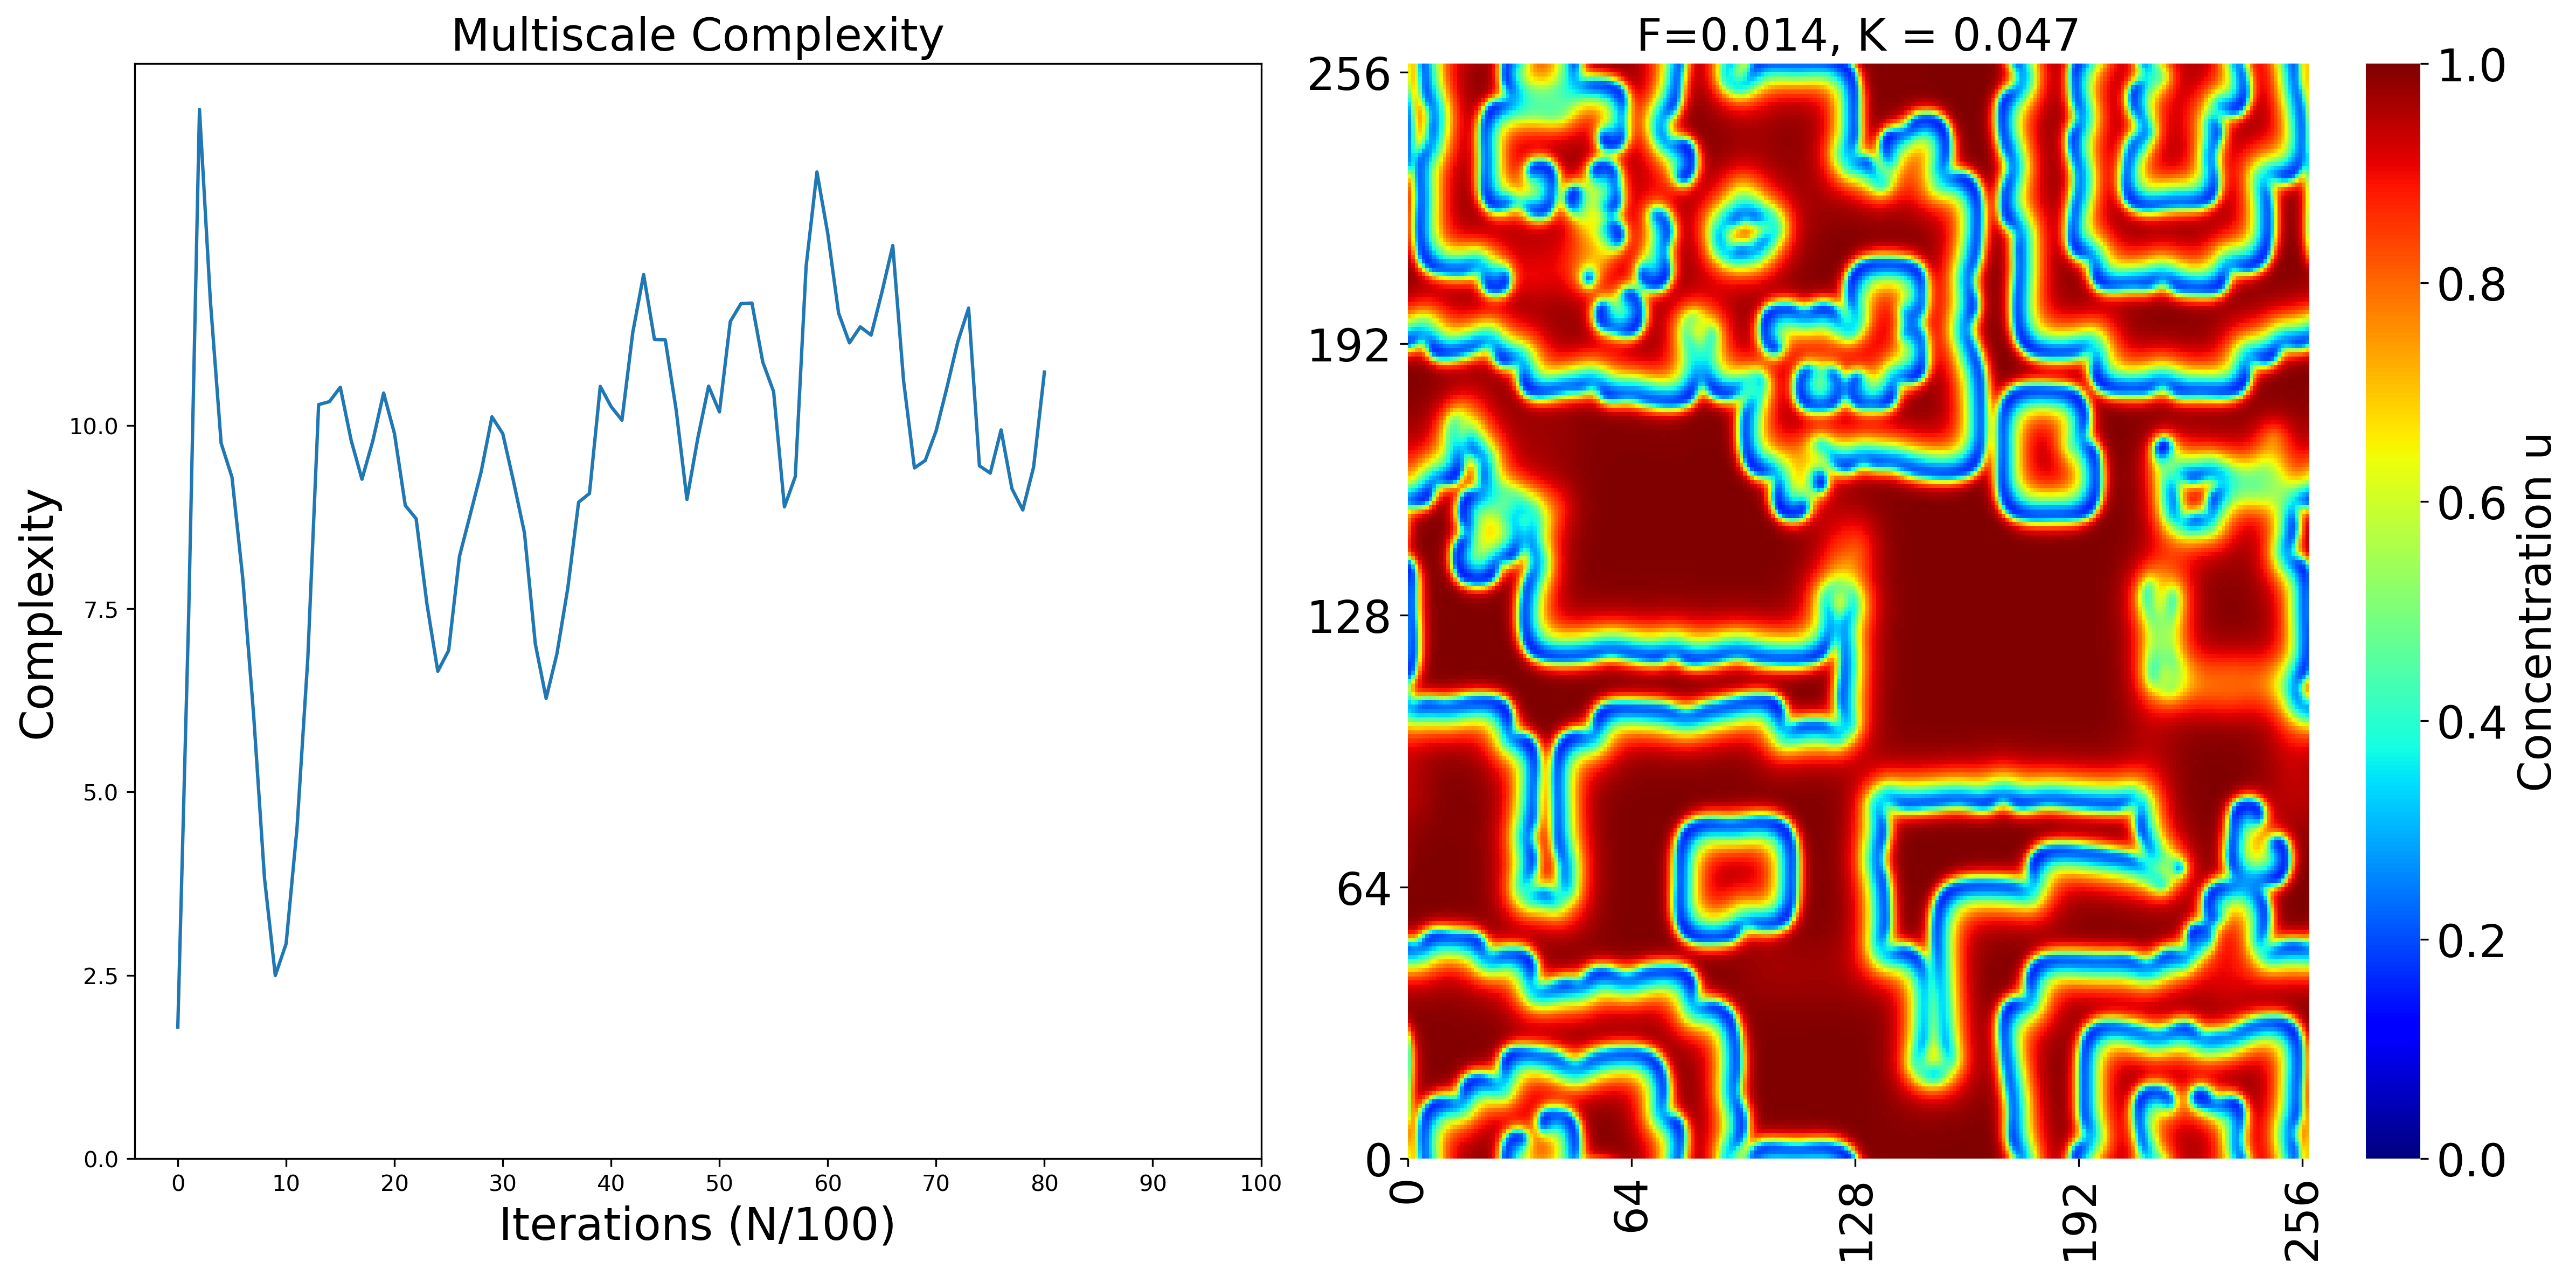 Multiscale Complexity
Complexity
10.0
7.5
5.0
2.5
0.0
0 10 20 30 40 50 60 70 80 90 100
Iterations (N/100)
F=0.014, K = 0.047
256
192
128
64
0
0 64 128 192 256
1.0
0.8
0.6
0.4
0.2
0.0
Concentration u